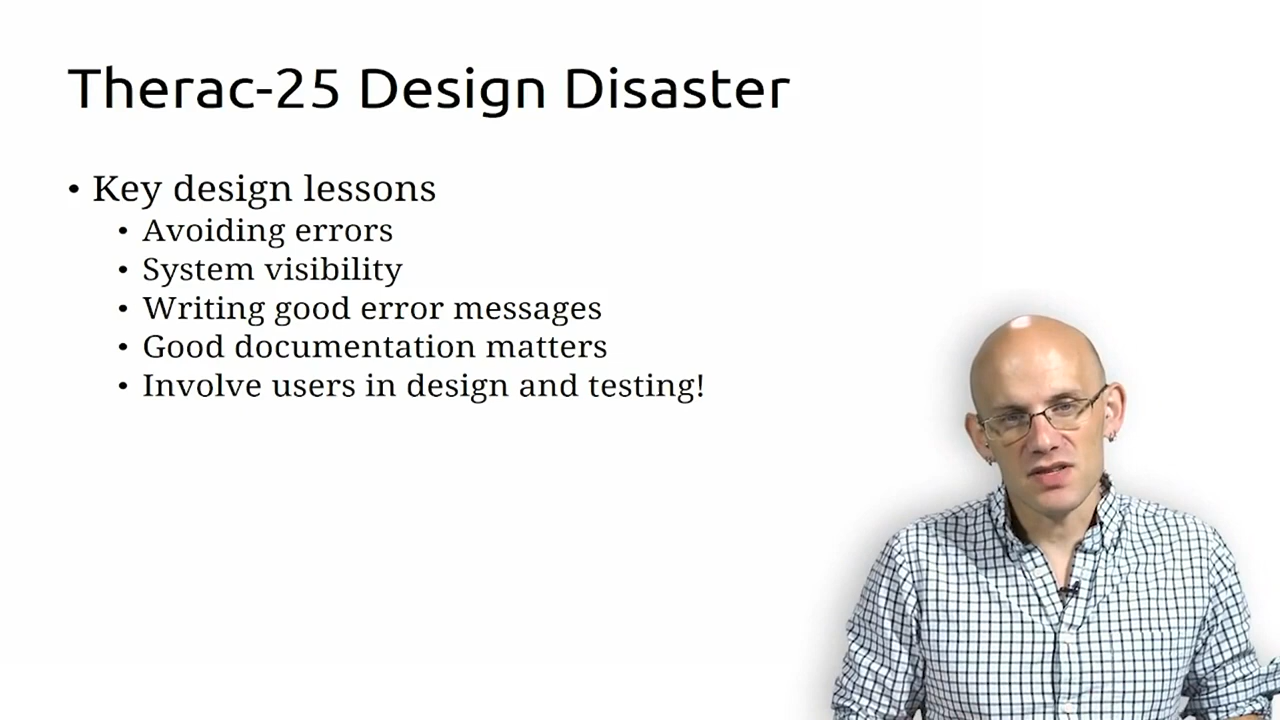 Therac-25 Design Disaster
• Key design lessons
• Avoiding errors
• System visibility
• Writing good error messages
• Good documentation matters
• Involve users in design and testing!